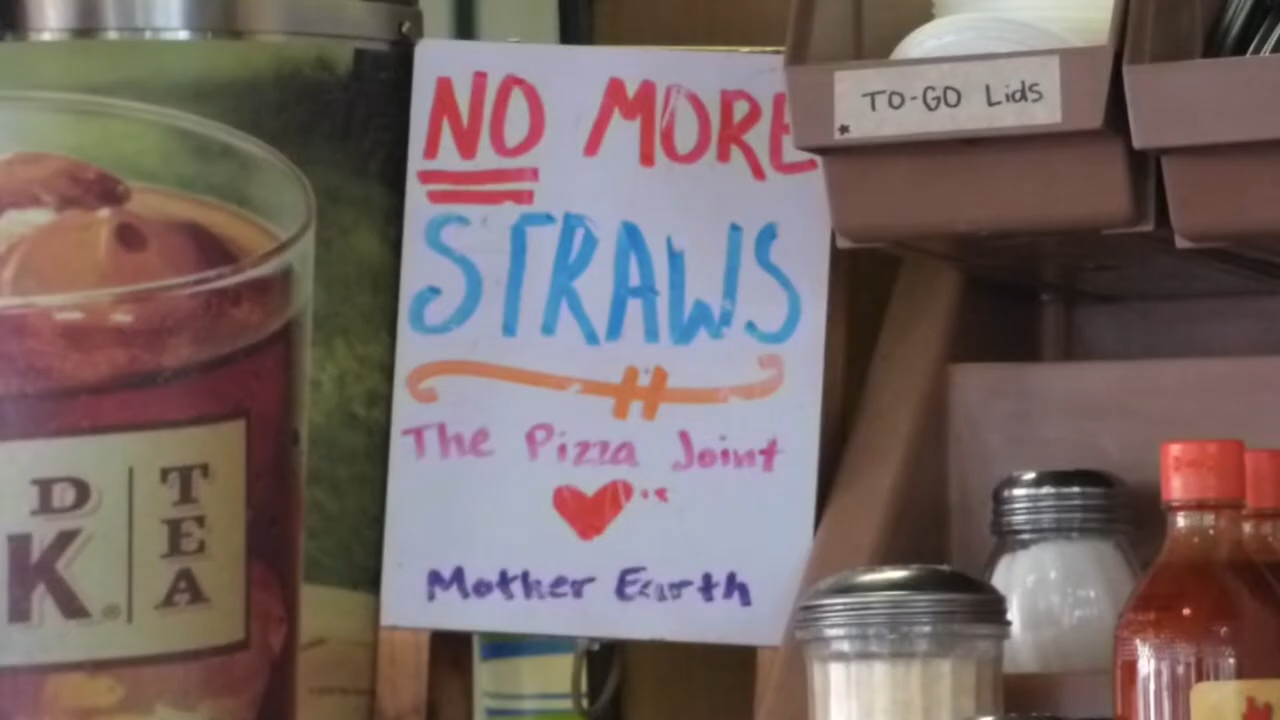 NO MORE
STRAWS
The Pizza Joint
♥'s
Mother Earth
TO-GO Lids
D
K®
TEA